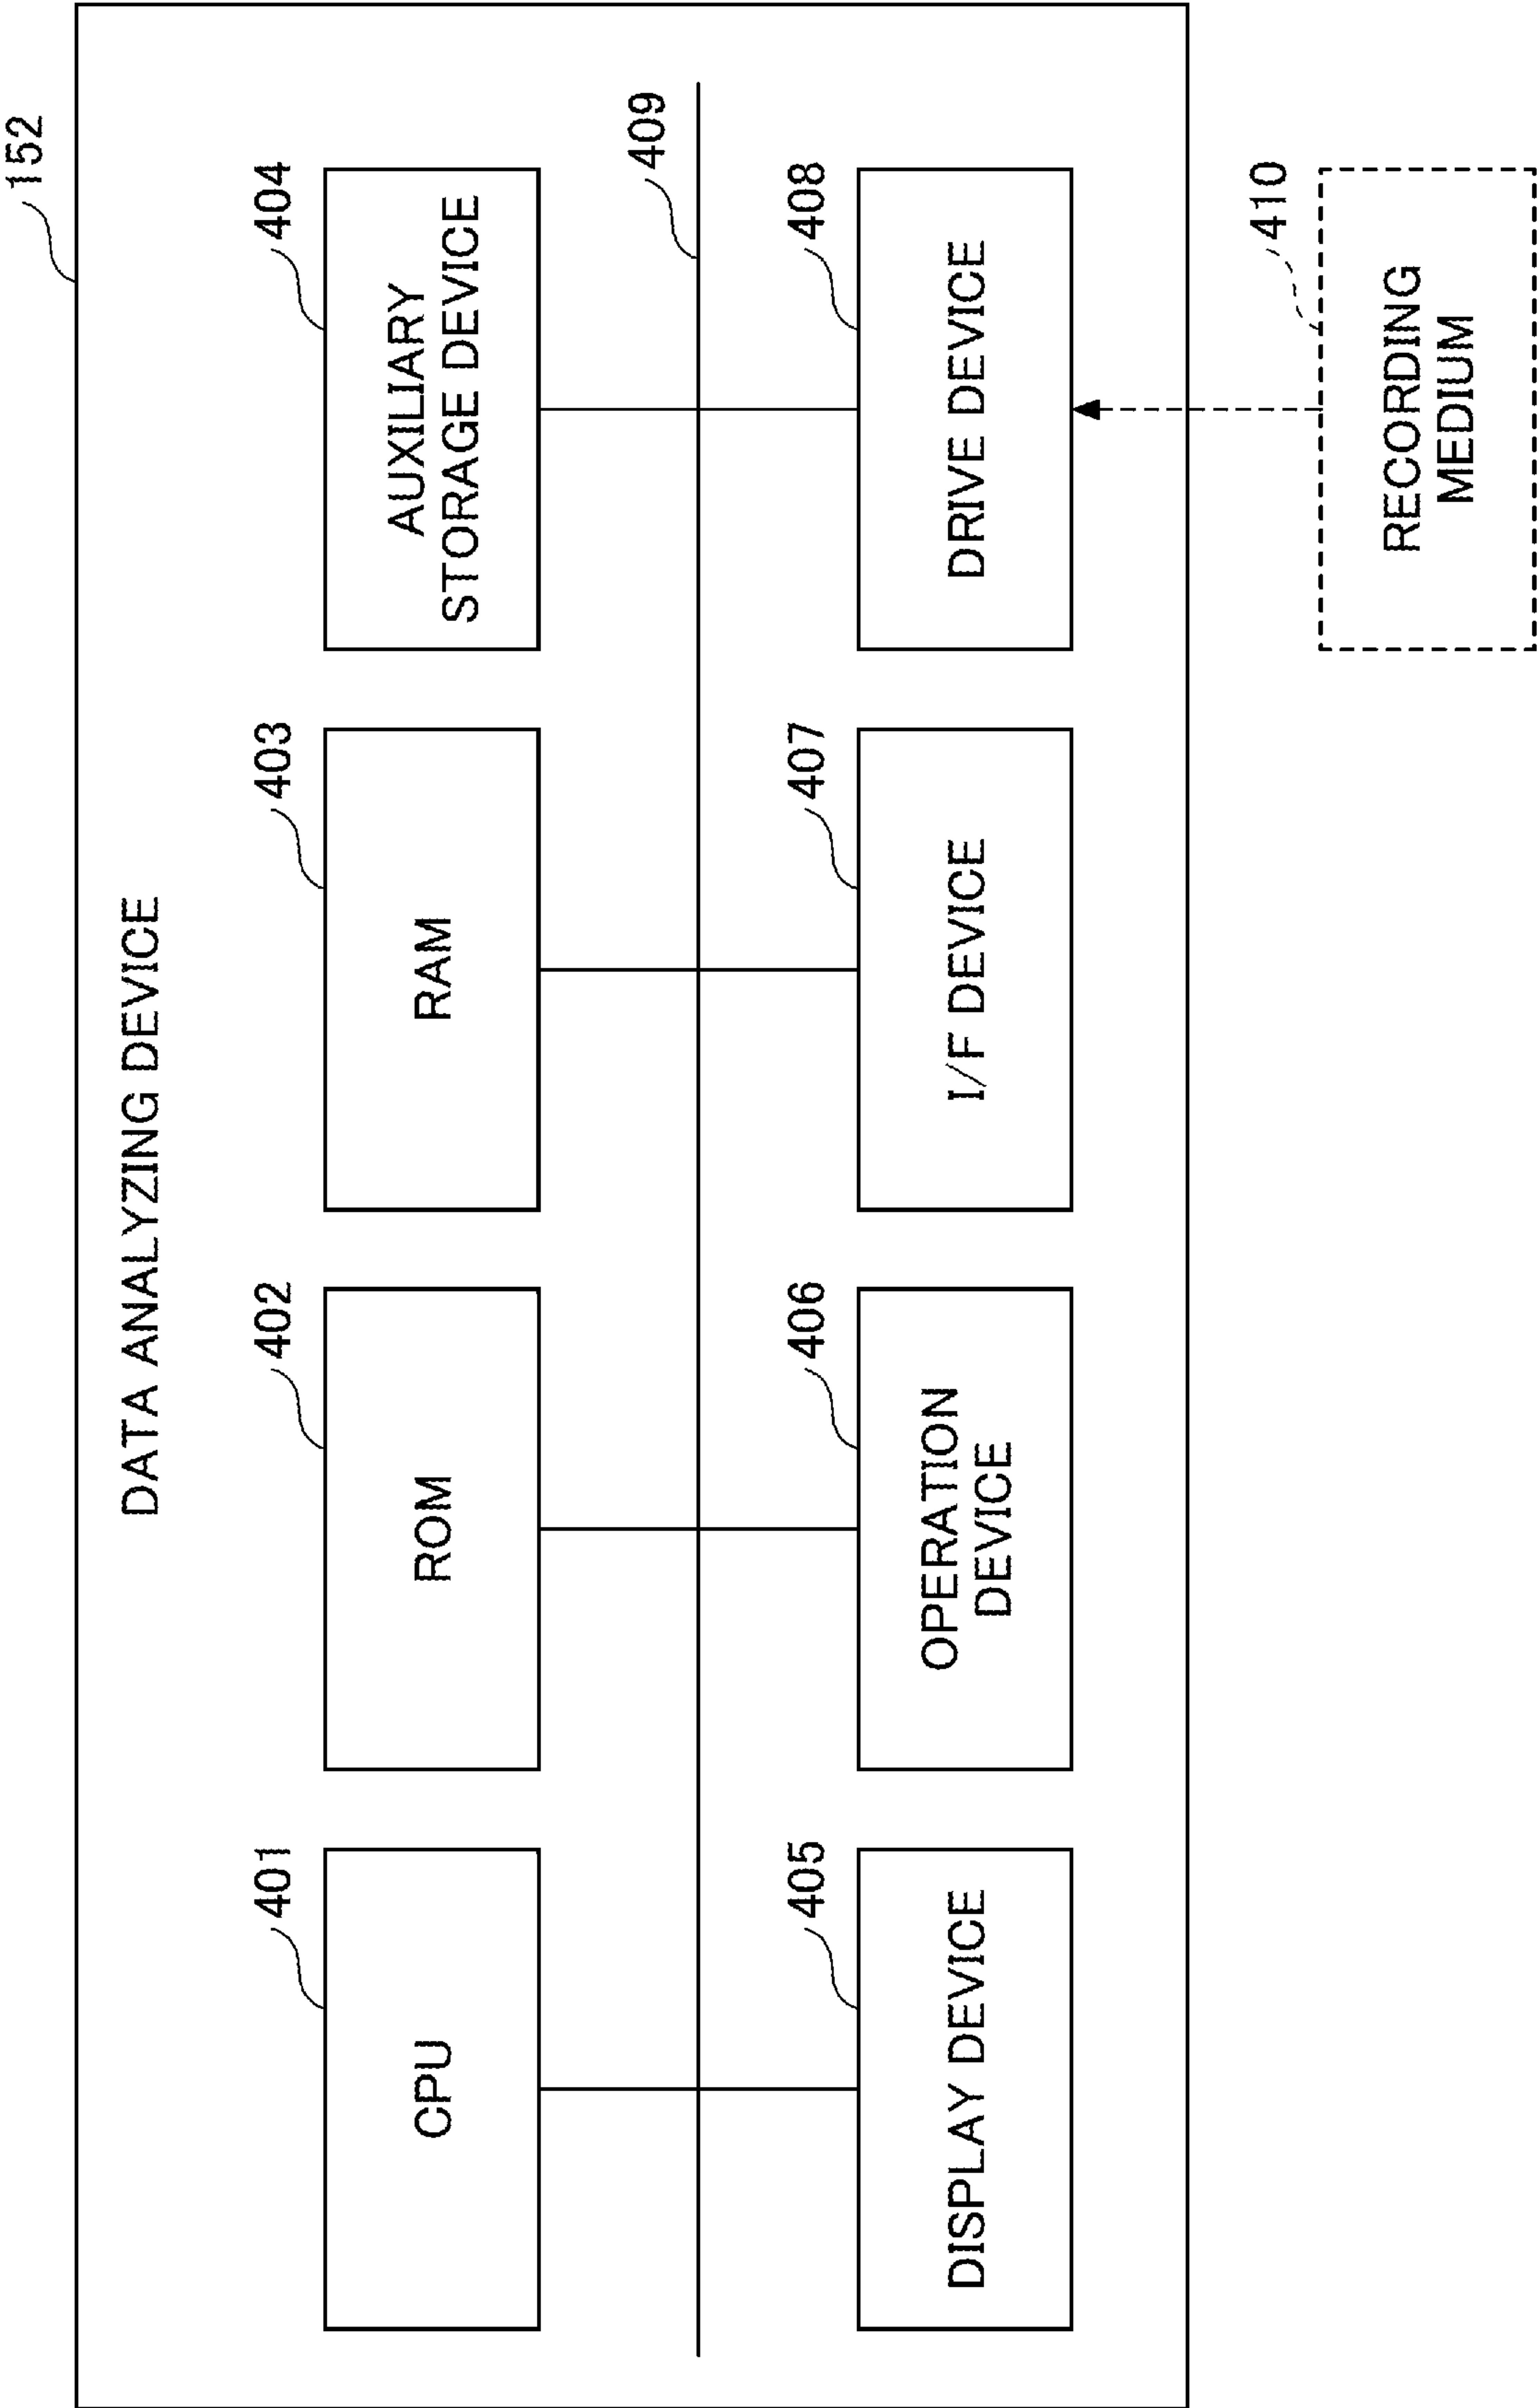 152
DATA ANALYZING DEVICE
401
402
403
404
CPU
ROM
RAM
AUXILIARY
STORAGE DEVICE
409
405
406
407
408
DISPLAY DEVICE
OPERATION
DEVICE
I/F DEVICE
DRIVE DEVICE
410
RECORDING
MEDIUM